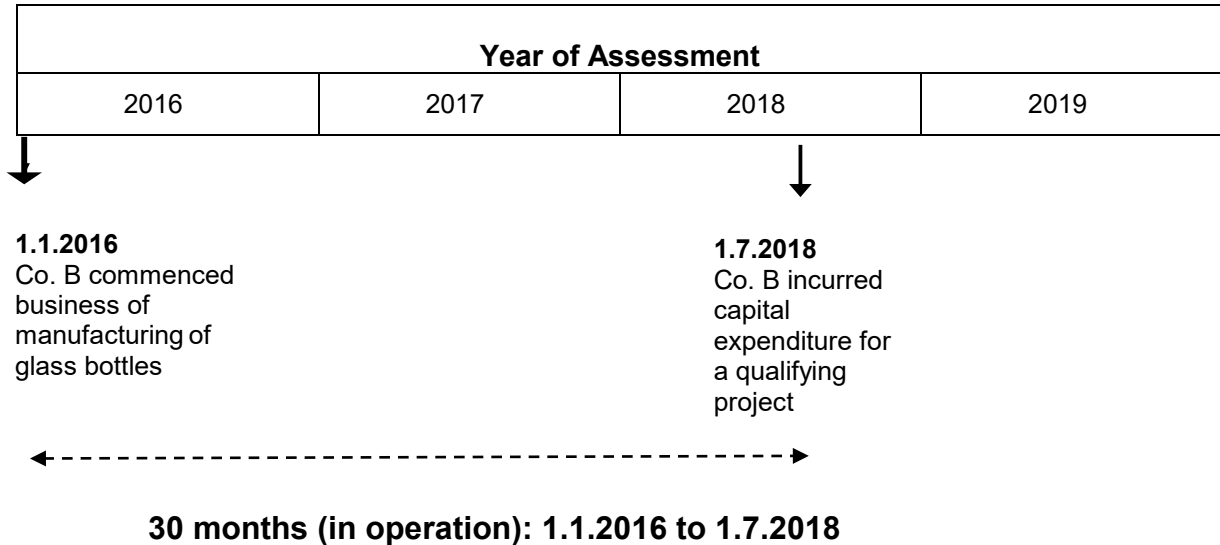 Year of Assessment
2016 2017 2018 2019
1.1.2016
Co. B commenced
business of
manufacturing of
glass bottles
1.7.2018
Co. B incurred
capital
expenditure for
a qualifying
project
30 months (in operation): 1.1.2016 to 1.7.2018